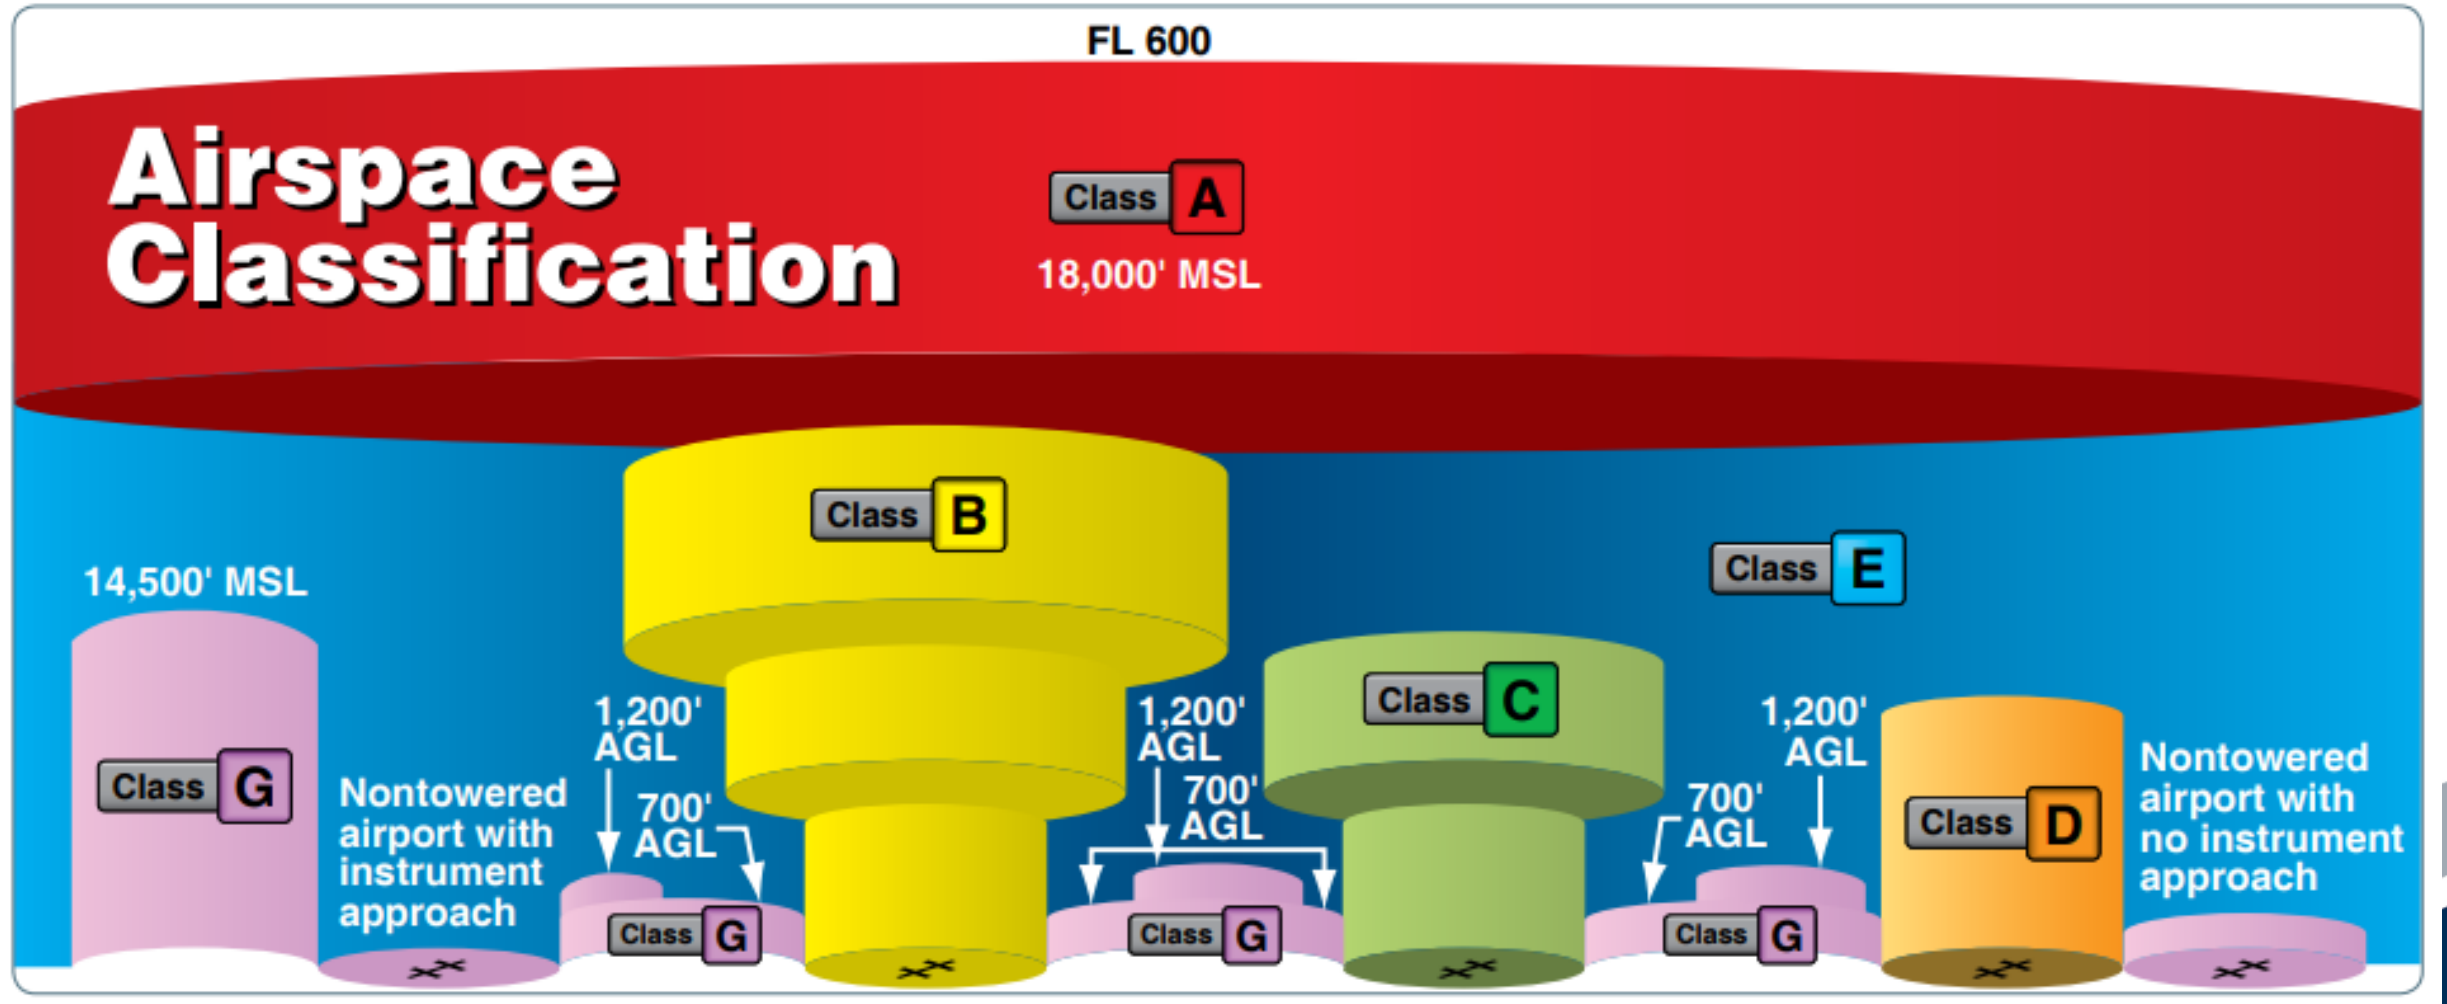 FL 600
Airspace
Classification
Class A
18,000' MSL
Class B
Class E
14,500' MSL
Class G
Nontowered
airport with
instrument
approach
1,200'
AGL
700'
AGL
Class G
1,200'
AGL
700'
AGL
Class G
Class C
700'
AGL
1,200'
AGL
Class G
Class D
Nontowered
airport with
no instrument
approach